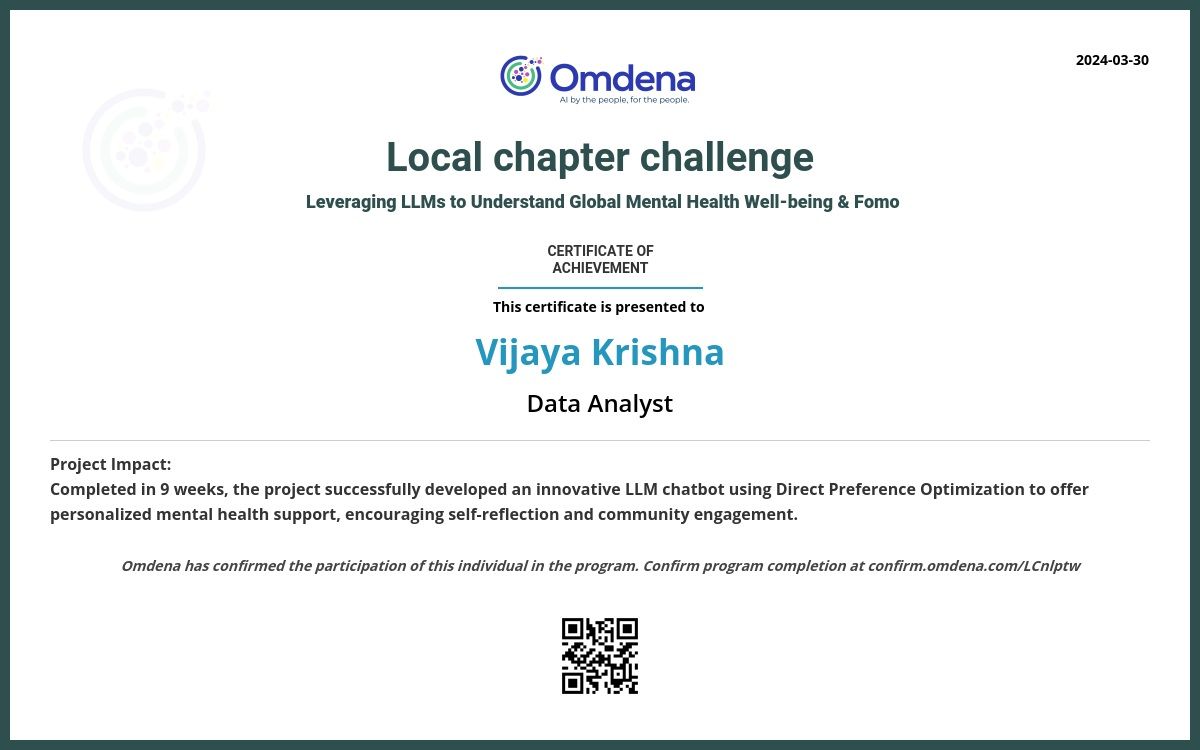 2024-03-30
Omdena
AI by the people, for the people.
Local chapter challenge
Leveraging LLMs to Understand Global Mental Health Well-being & Fomo
CERTIFICATE OF
ACHIEVEMENT
This certificate is presented to
Vijaya Krishna
Data Analyst
Project Impact:
Completed in 9 weeks, the project successfully developed an innovative LLM chatbot using Direct Preference Optimization to offer
personalized mental health support, encouraging self-reflection and community engagement.
Omdena has confirmed the participation of this individual in the program. Confirm program completion at confirm.omdena.com/LCnlptw